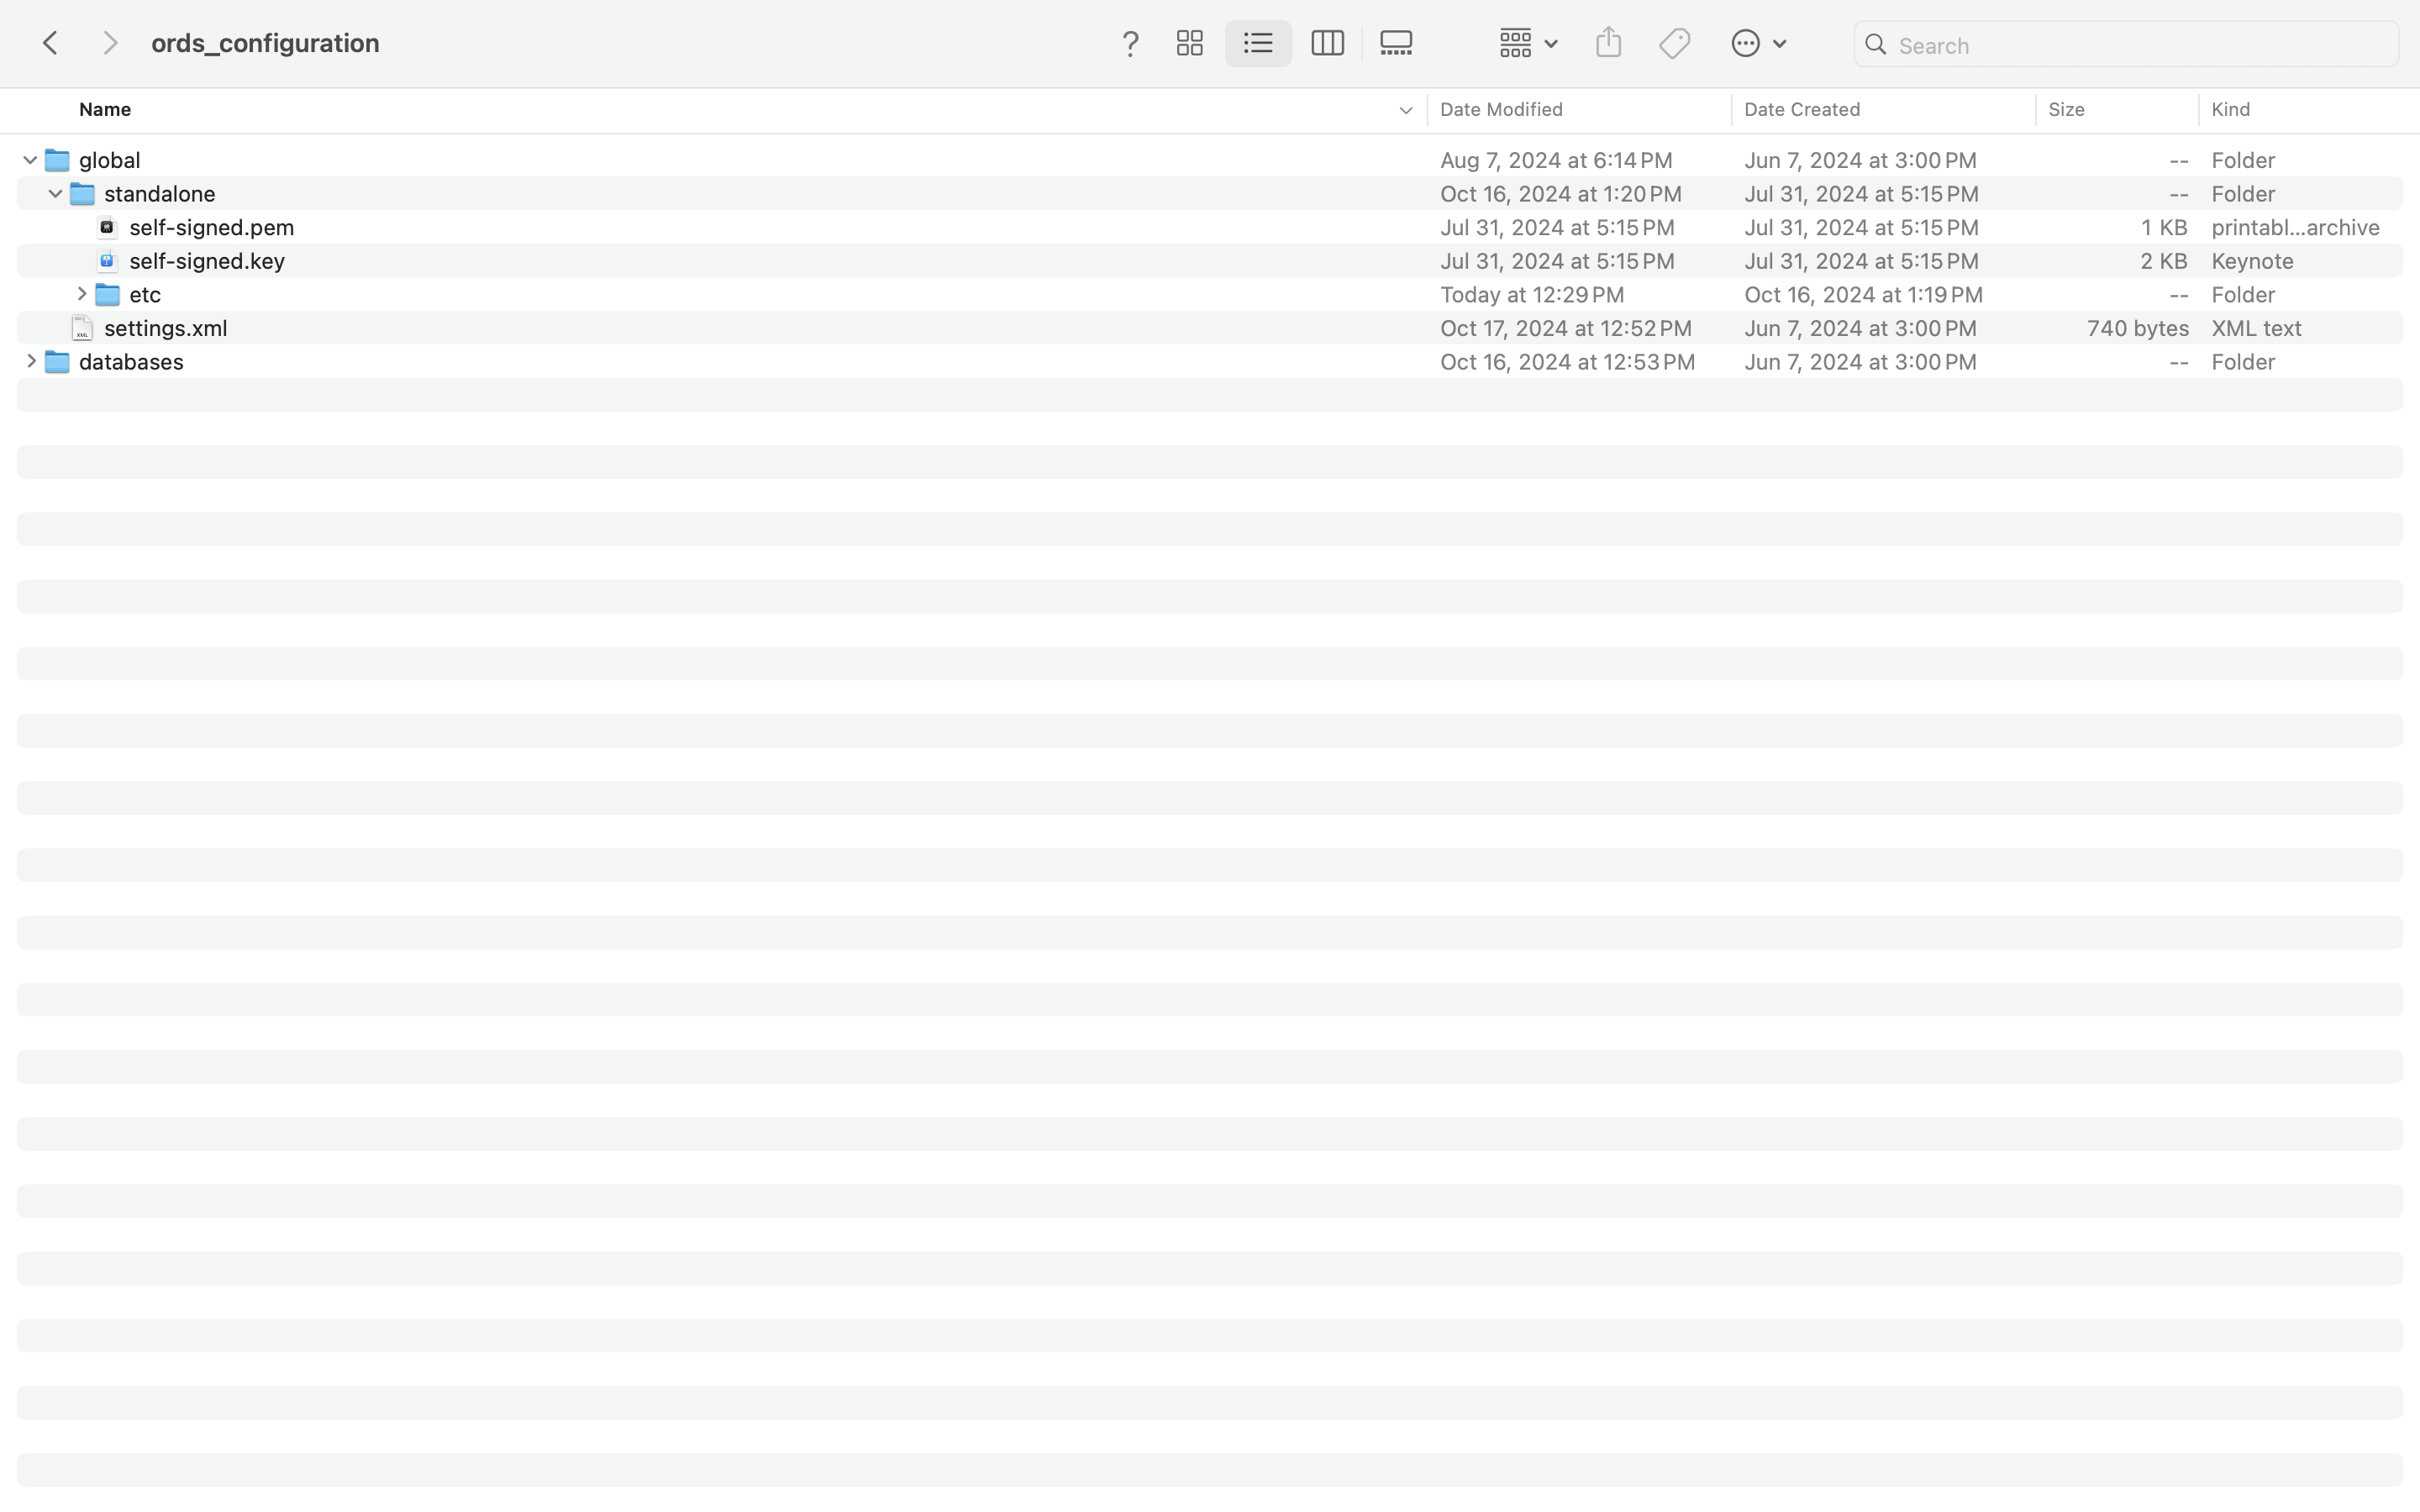 ords_configuration
Search
Name Date Modified Date Created Size Kind
global Aug 7, 2024 at 6:14 PM Jun 7, 2024 at 3:00 PM -- Folder
standalone Oct 16, 2024 at 1:20 PM Jul 31, 2024 at 5:15 PM -- Folder
self-signed.pem Jul 31, 2024 at 5:15 PM Jul 31, 2024 at 5:15 PM 1 KB printabl...archive
self-signed.key Jul 31, 2024 at 5:15 PM Jul 31, 2024 at 5:15 PM 2 KB Keynote
etc Today at 12:29 PM Oct 16, 2024 at 1:19 PM -- Folder
settings.xml Oct 17, 2024 at 12:52 PM Jun 7, 2024 at 3:00 PM 740 bytes XML text
databases Oct 16, 2024 at 12:53 PM Jun 7, 2024 at 3:00 PM -- Folder